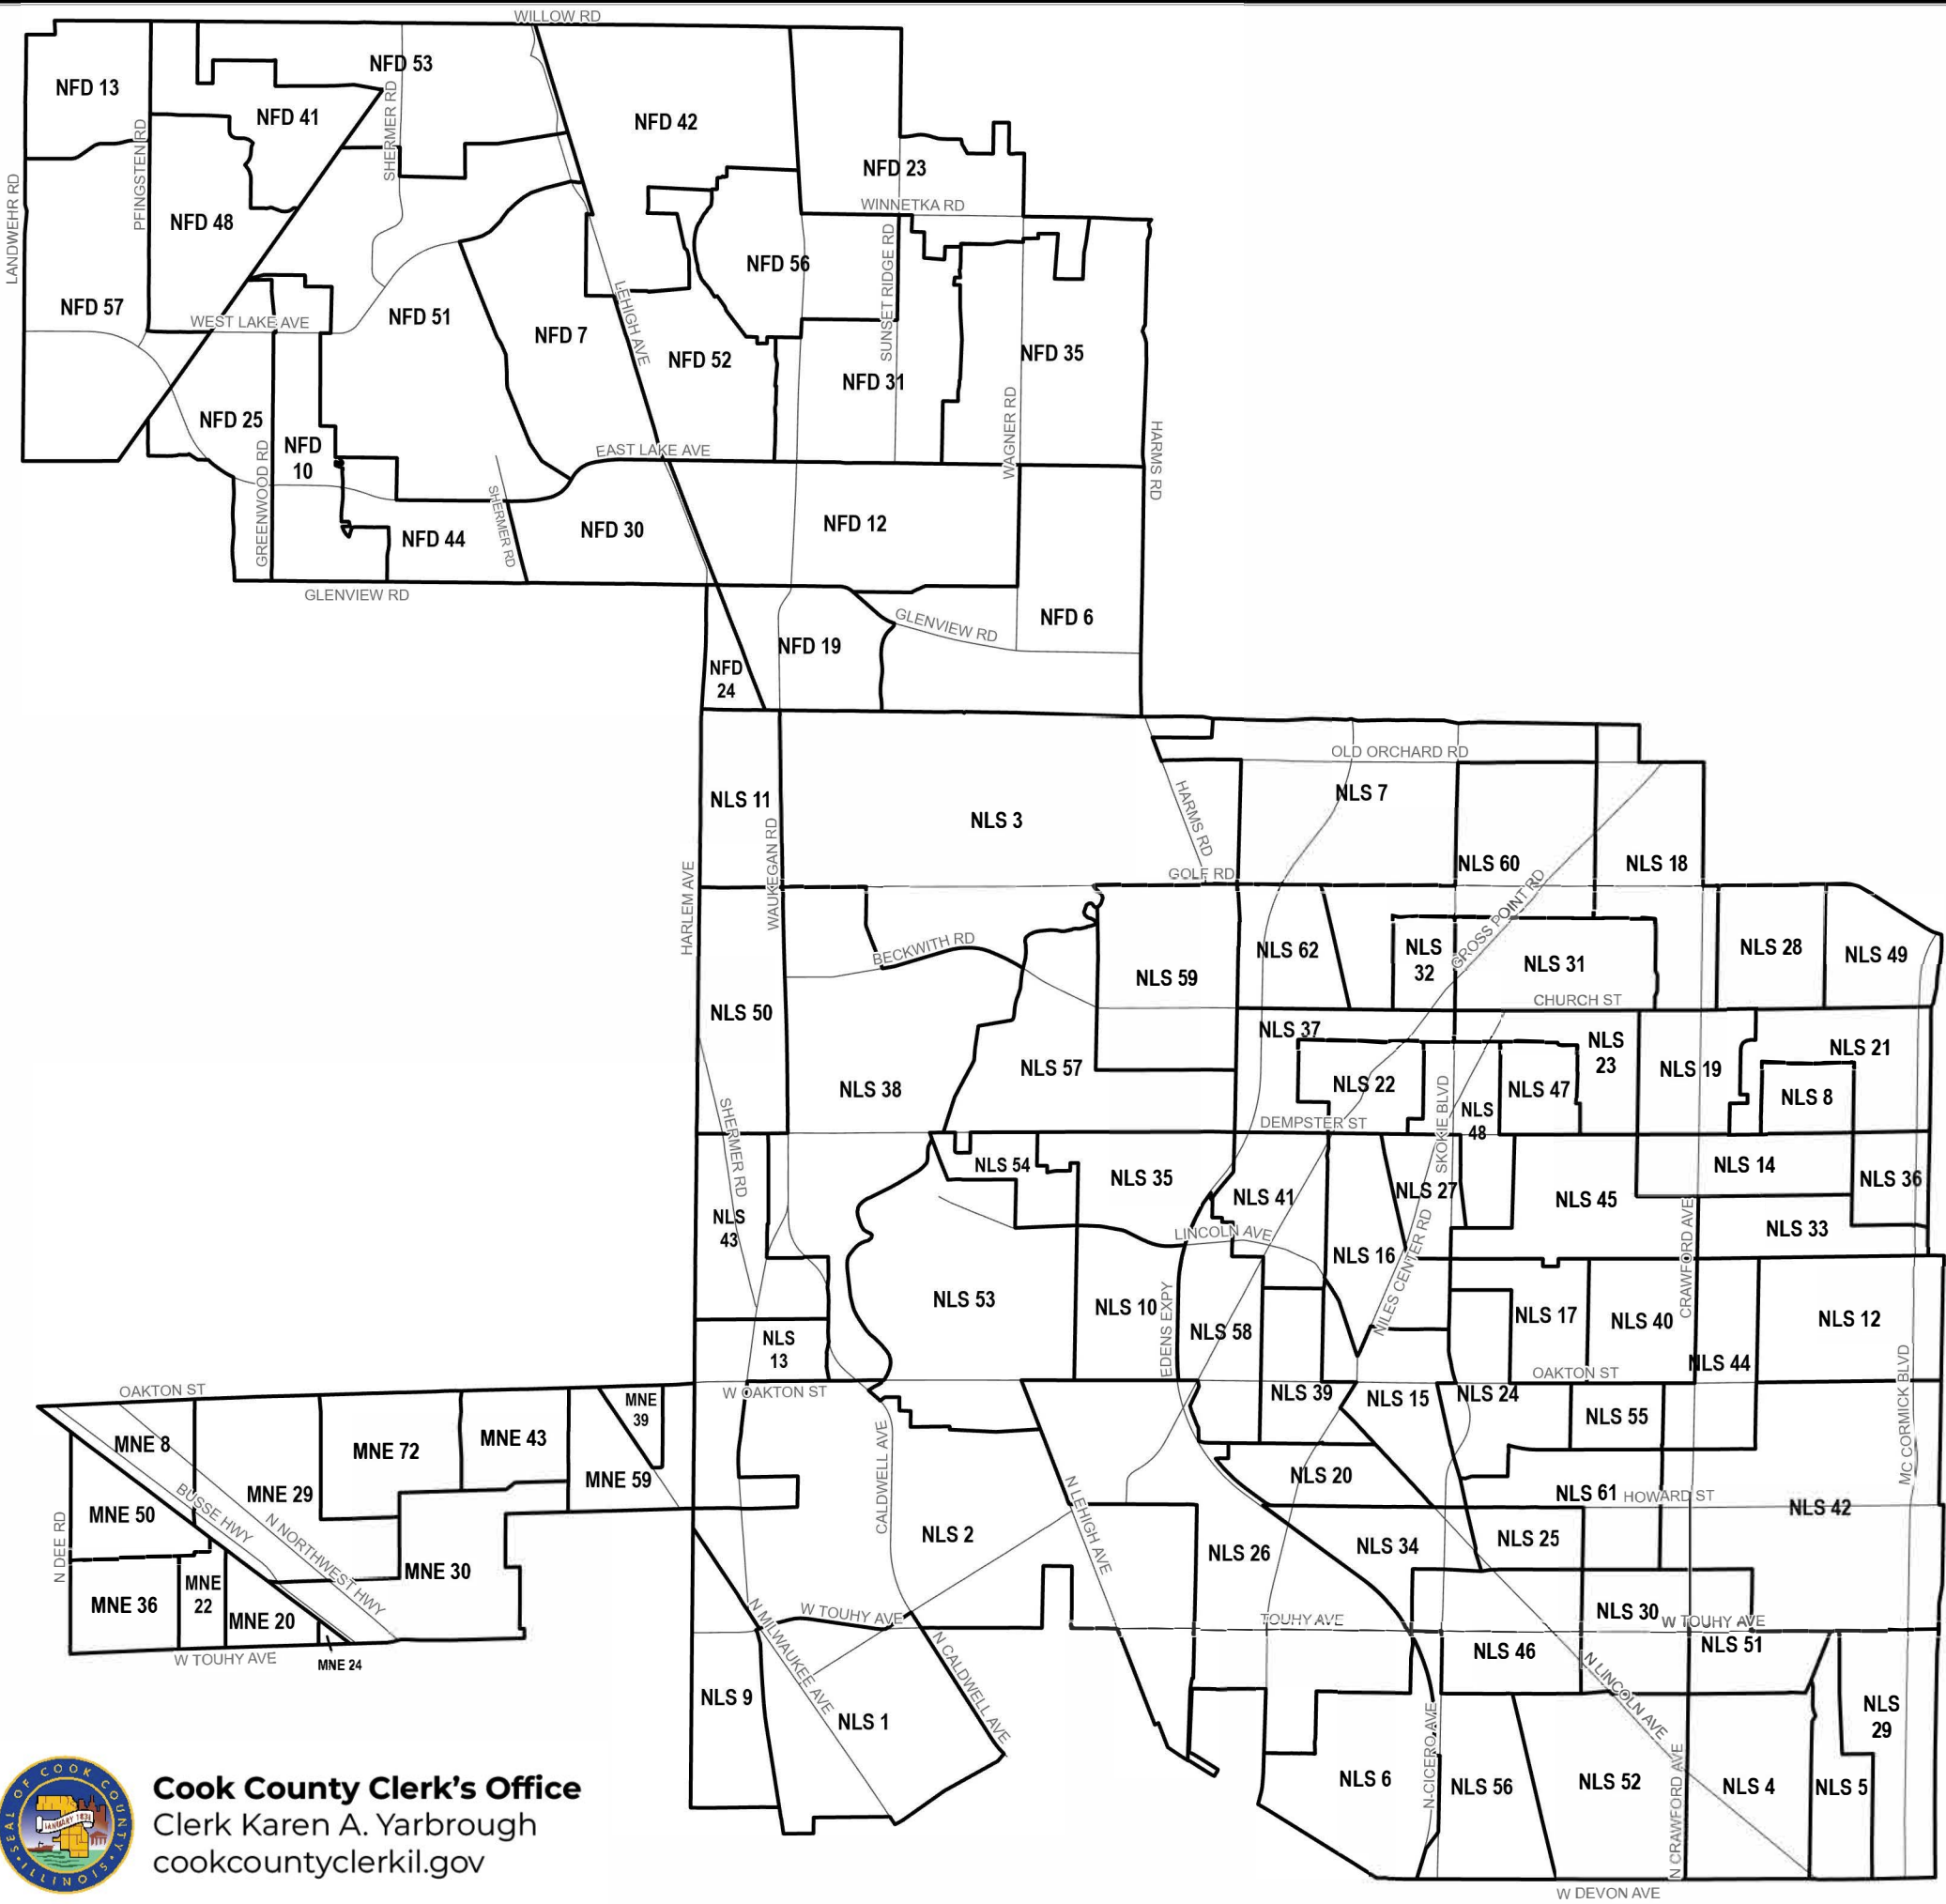 WILLOW RD
NFD 13
NFD 53
NFD 41
NFD 42
SHERMER RD
PFINGSTEN RD
NFD 23
LANDWEHR RD
NFD 48
WINNETKA RD
SUNSET RIDGE RD
NFD 56
NFD 57
WEST LAKE AVE
NFD 51
NFD 7
LEHIGH AVE
NFD 52
NFD 31
NFD 35
WAGNER RD
HARMS RD
NFD 25
NFD
10
GREENWOOD RD
EAST LAKE AVE
SHERMER RD
NFD 44
NFD 30
NFD 12
GLENVIEW RD
GLENVIEW RD
NFD 6
NFD 19
NFD
24
OLD ORCHARD RD
NLS 11
NLS 3
HARMS RD
NLS 7
WAUKEGAN RD
HARLEM AVE
GOLF RD
NLS 60
NLS 18
GROSS POINT RD
BECKWITH RD
NLS 59
NLS 62
NLS
32
NLS 31
NLS 28
NLS 49
CHURCH ST
NLS 50
NLS 38
NLS 57
NLS 37
NLS 22
NLS
23
NLS 19
NLS 21
NLS 47
NLS 8
SKOKIE BLVD
NLS
48
SHERMER RD
DEMPSTER ST
NLS 54
NLS 35
NLS 41
NLS 27
NLS 45
NLS 14
NLS 36
NLS
43
LINCOLN AVE
NLS 16
NILES CENTER RD
CRAWFORD AVE
NLS 33
NLS 53
NLS 10
EDENS EXPY
NLS 58
NLS 17
NLS 40
NLS 12
NLS
13
NLS 44
OAKTON ST
W OAKTON ST
NLS 39
NLS 15
NLS 24
OAKTON ST
NLS 55
MC CORMICK BLVD
MNE
39
MNE 8
MNE 72
MNE 43
MNE 59
MNE 29
MNE 50
BUSSE HWY
N NORTHWEST HWY
N DEE RD
CALDWELL AVE
N LEHIGH AVE
NLS 20
NLS 61
HOWARD ST
NLS 42
NLS 2
NLS 26
NLS 34
NLS 25
MNE 36
MNE
22
MNE 20
MNE 30
MNE 24
W TOUHY AVE
W TOUHY AVE
TOUHY AVE
NLS 30
W TOUHY AVE
NLS 46
NLS 51
N MILWAUKEE AVE
N CALDWELL AVE
N LINCOLN AVE
NLS 9
NLS 1
NLS
29
NLS 6
N CICERO AVE
NLS 56
NLS 52
N CRAWFORD AVE
NLS 4
NLS 5
W DEVON AVE
SEAL OF COOK COUNTY
JANUARY 1831
ILLINOIS
Cook County Clerk's Office
Clerk Karen A. Yarbrough
cookcountyclerkil.gov